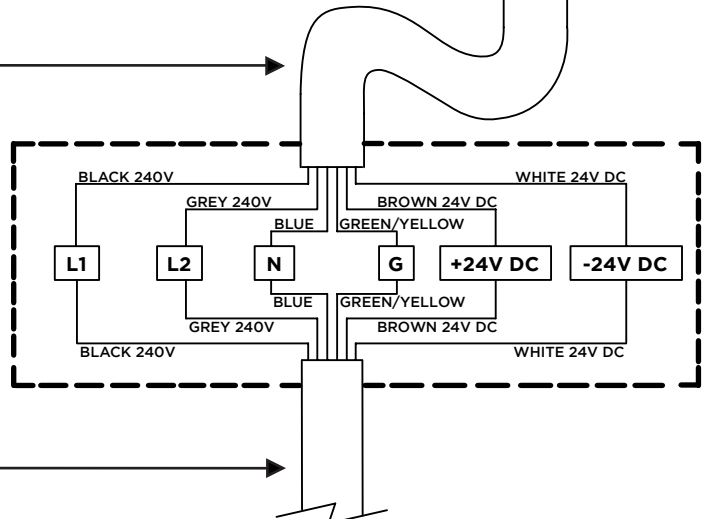 BLACK 240V
WHITE 24V DC
GREY 240V
BROWN 24V DC
BLUE
GREEN/YELLOW
L1
L2
N
G
+24V DC
-24V DC
BLUE
GREEN/YELLOW
GREY 240V
BROWN 24V DC
BLACK 240V
WHITE 24V DC